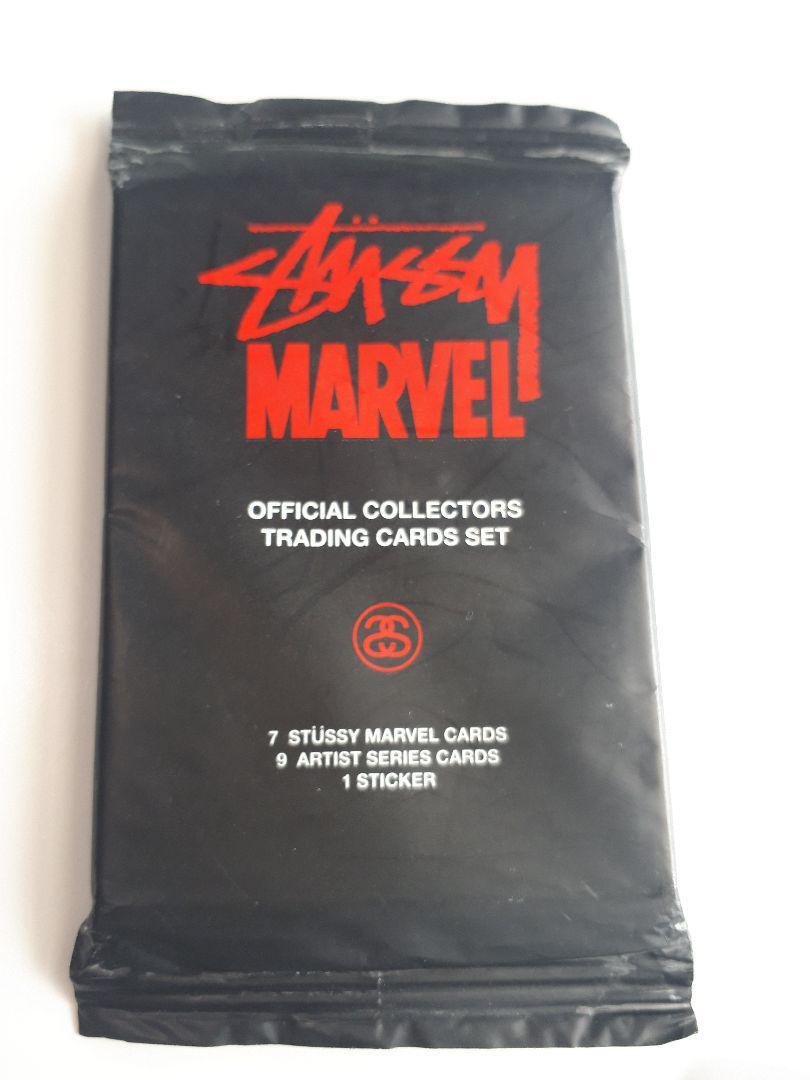 STÜSSY
MARVEL
OFFICIAL COLLECTORS
TRADING CARDS SET
7 STÜSSY MARVEL CARDS
9 ARTIST SERIES CARDS
1 STICKER